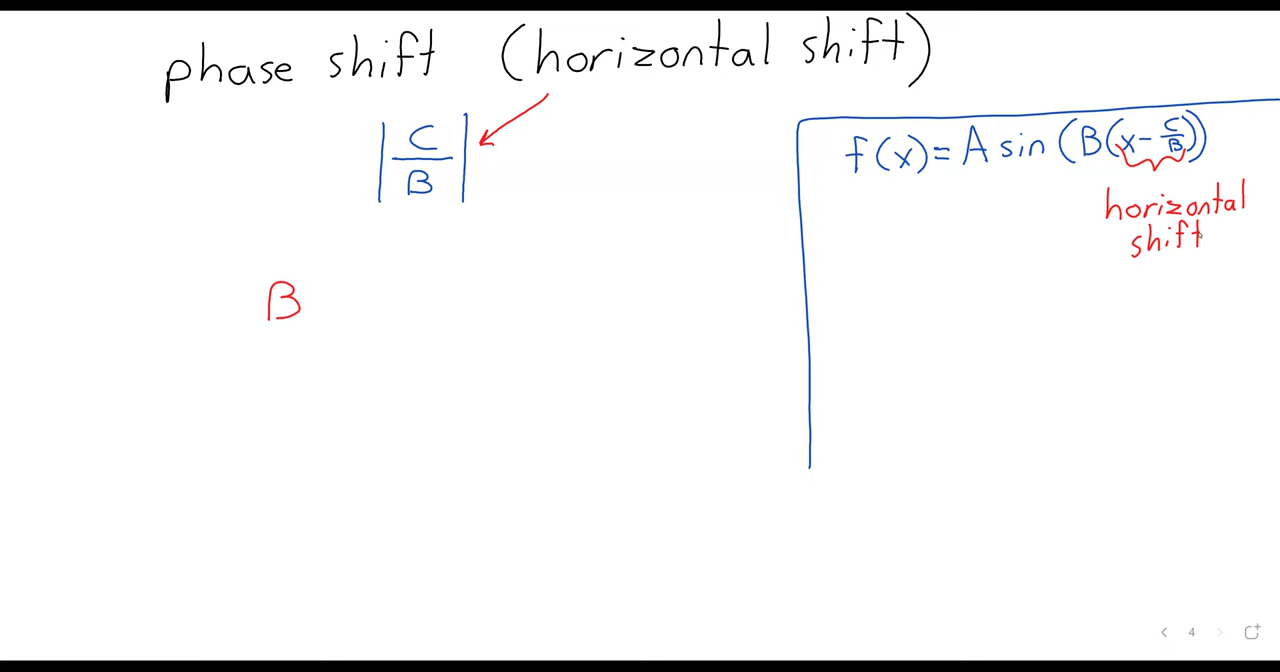 phase shift (horizontal shift)
|C/B|
f(x) = A sin (B(x - C/B))
horizontal
shift
B
4